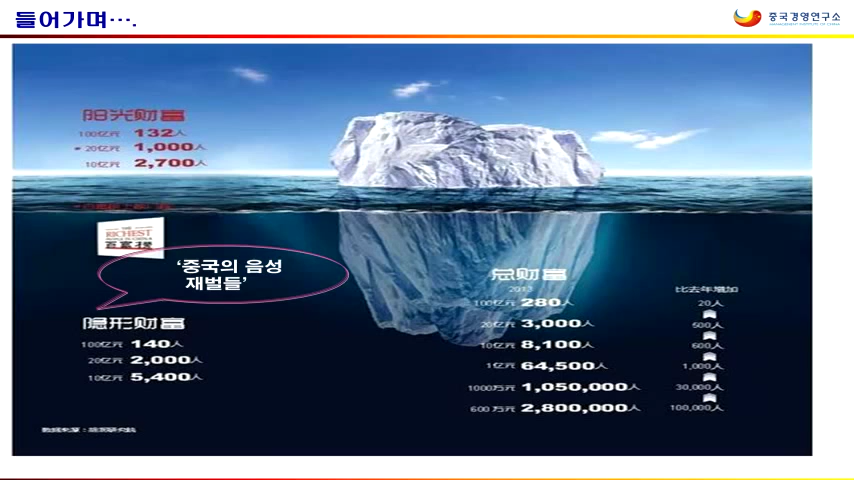 들어가며….
중국경영연구소
阳光财富
100亿元 132人
20亿元 1,000人
10亿元 2,700人
THE
RICHEST
百富榜
‘중국의 음성
재벌들’
隐形财富
100亿元 140人
20亿元 2,000人
10亿元 5,400人
总财富
2013
比去年增加
100亿元 280人 20人
20亿元 3,000人 500人
10亿元 8,100人 600人
1亿元 64,500人 1,000人
1000万元 1,050,000人 30,000人
600万元 2,800,000人 100,000人